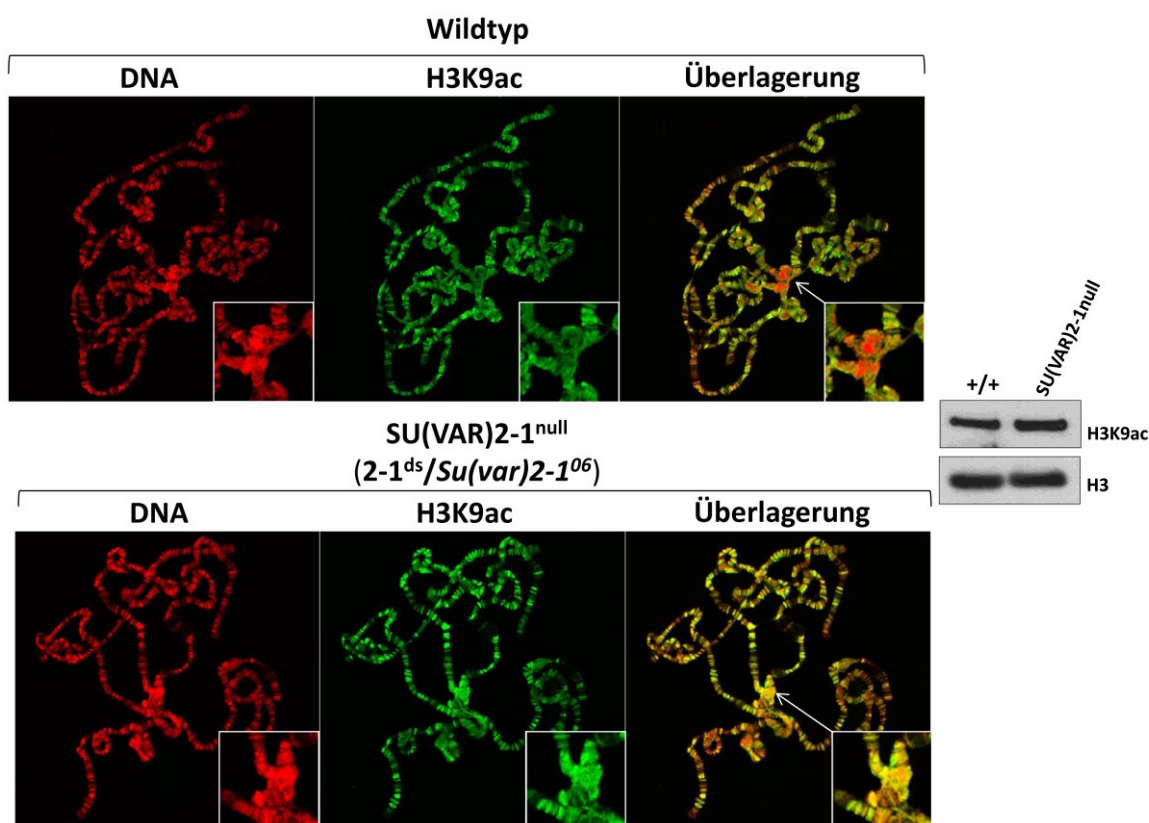 Wildtyp
DNA H3K9ac Überlagerung
+/+ SU(VAR)2-1null
H3K9ac
H3
SU(VAR)2-1null
(2-1ds/Su(var)2-106)
DNA H3K9ac Überlagerung